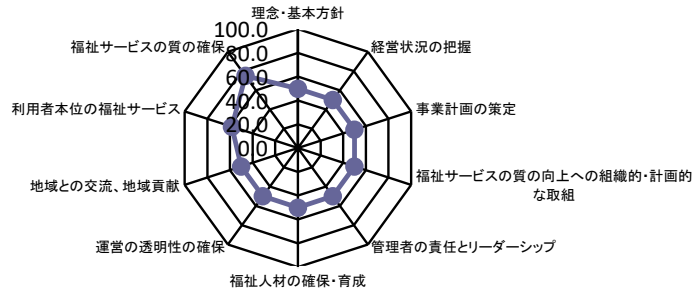 理念・基本方針
経営状況の把握
事業計画の策定
福祉サービスの質の向上への組織的・計画的
な取組
管理者の責任とリーダーシップ
福祉人材の確保・育成
運営の透明性の確保
地域との交流、地域貢献
利用者本位の福祉サービス
福祉サービスの質の確保
100.0
80.0
60.0
40.0
20.0
0.0